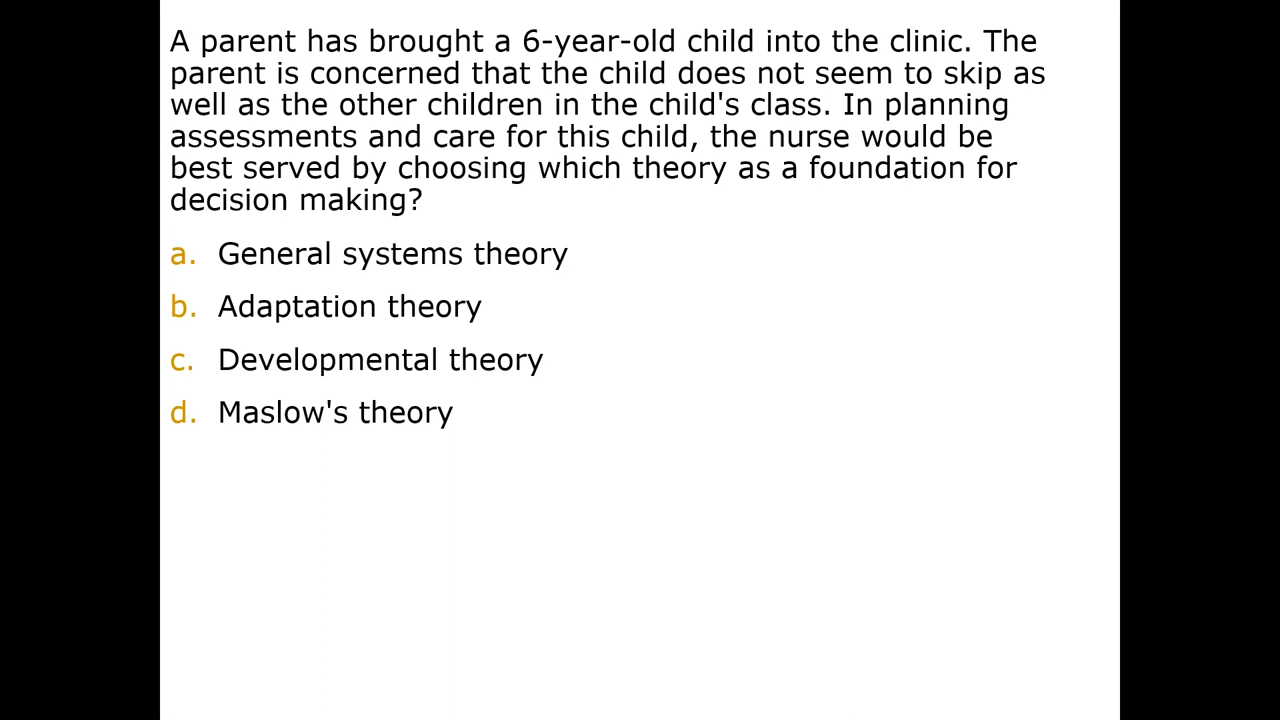 A parent has brought a 6-year-old child into the clinic. The
parent is concerned that the child does not seem to skip as
well as the other children in the child's class. In planning
assessments and care for this child, the nurse would be
best served by choosing which theory as a foundation for
decision making?
a. General systems theory
b. Adaptation theory
c. Developmental theory
d. Maslow's theory